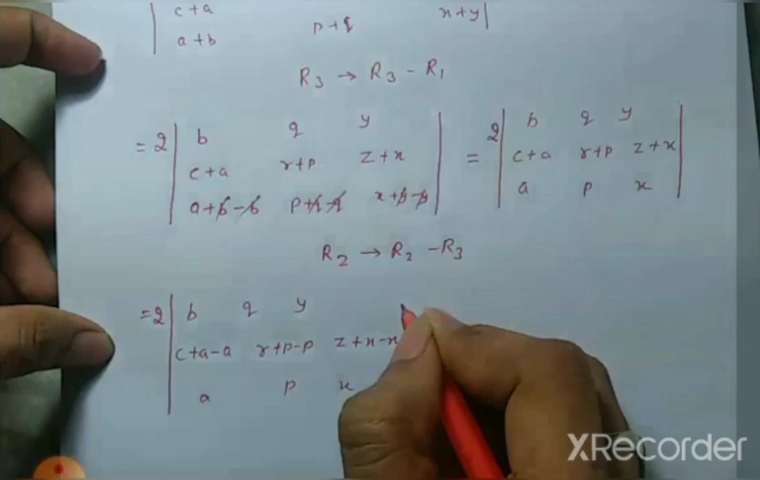 | c+a
a+b p+q x+y|
R₃ → R₃ - R₁
= 2 | b q y | = 2 | b q y |
c+a r+p z+x c+a r+p z+x
a+b-b p+q-q x+y-y a p x
R₂ → R₂ - R₃
= 2 | b q y
c+a-a r+p-p z+x-x
a p x
XRecorder